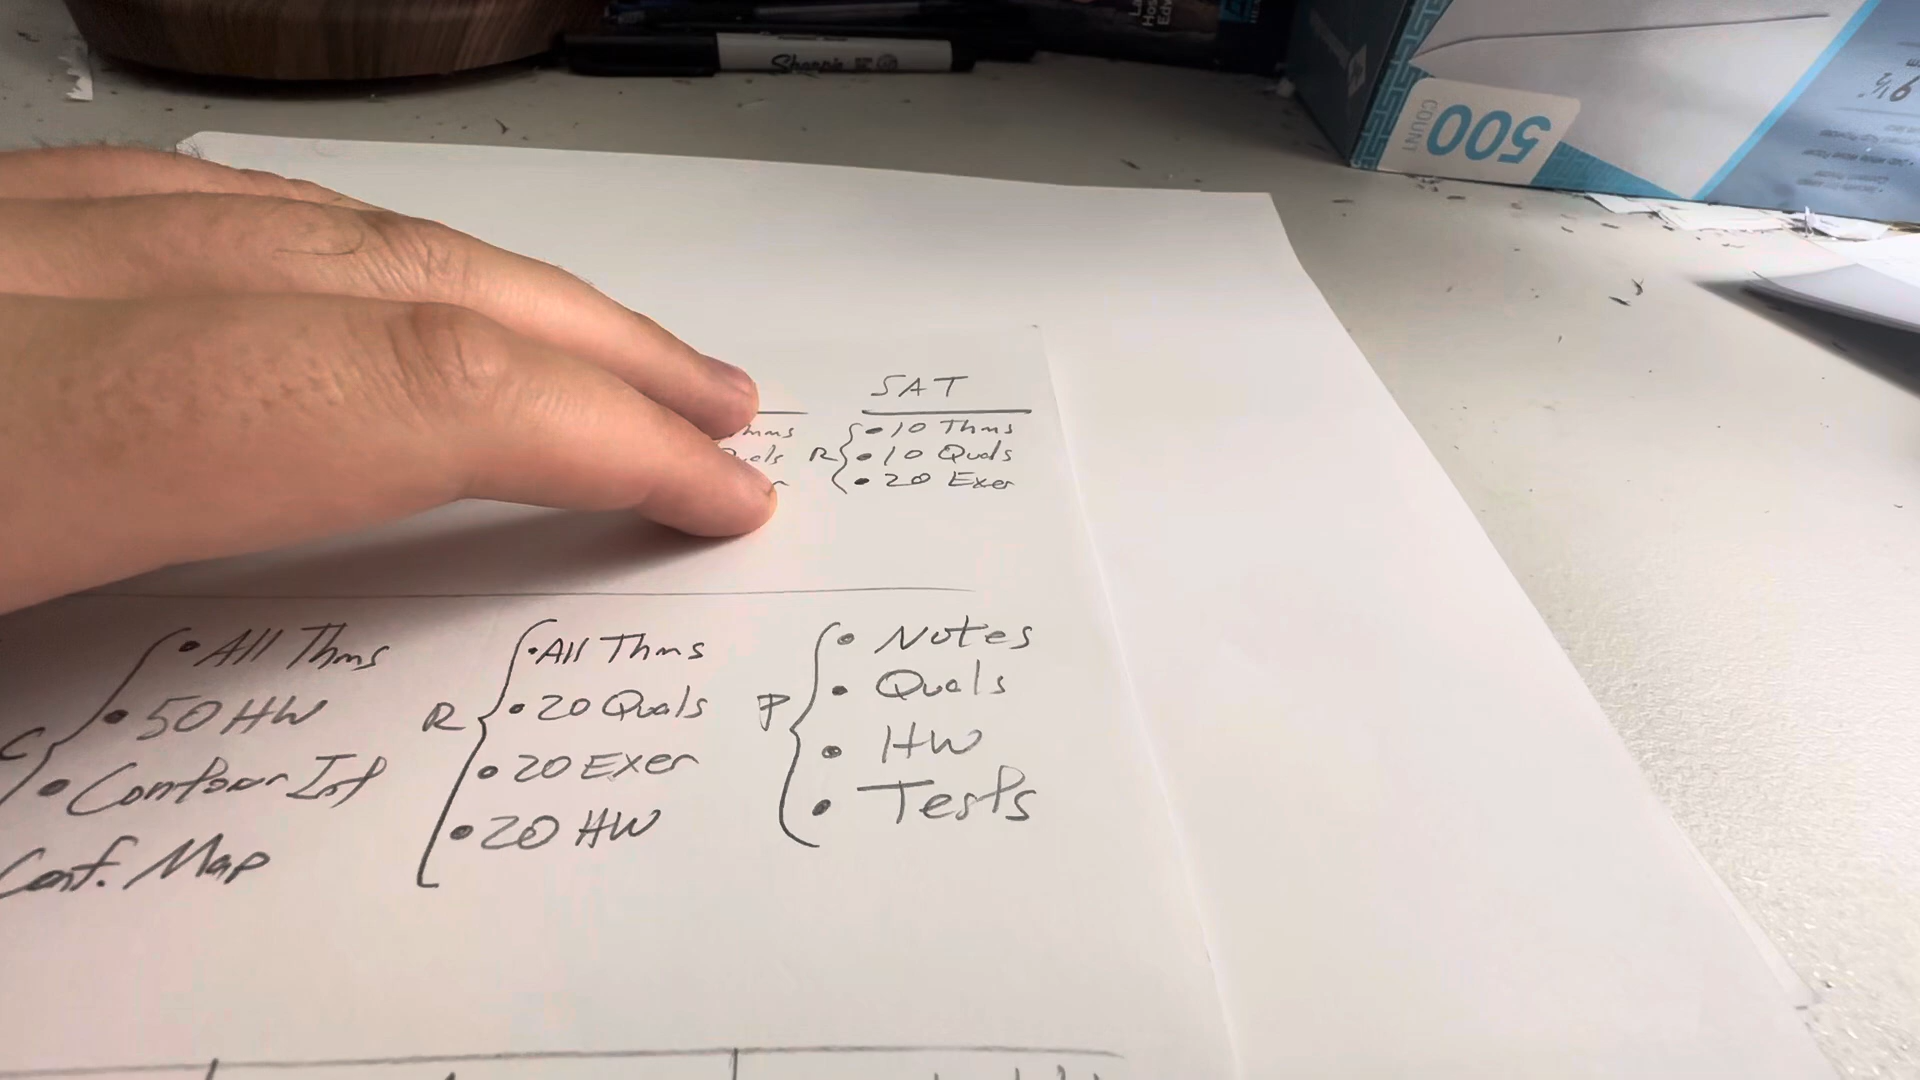 Sharpie
500
COUNT
SAT
• 10 Thms
R • 10 Quals
• 20 Exer
• All Thms
• 50 HW
C
• Contour Int
Conf. Map
• All Thms
R • 20 Quals
• 20 Exer
• 20 HW
• Notes
P • Quals
• HW
• Tests